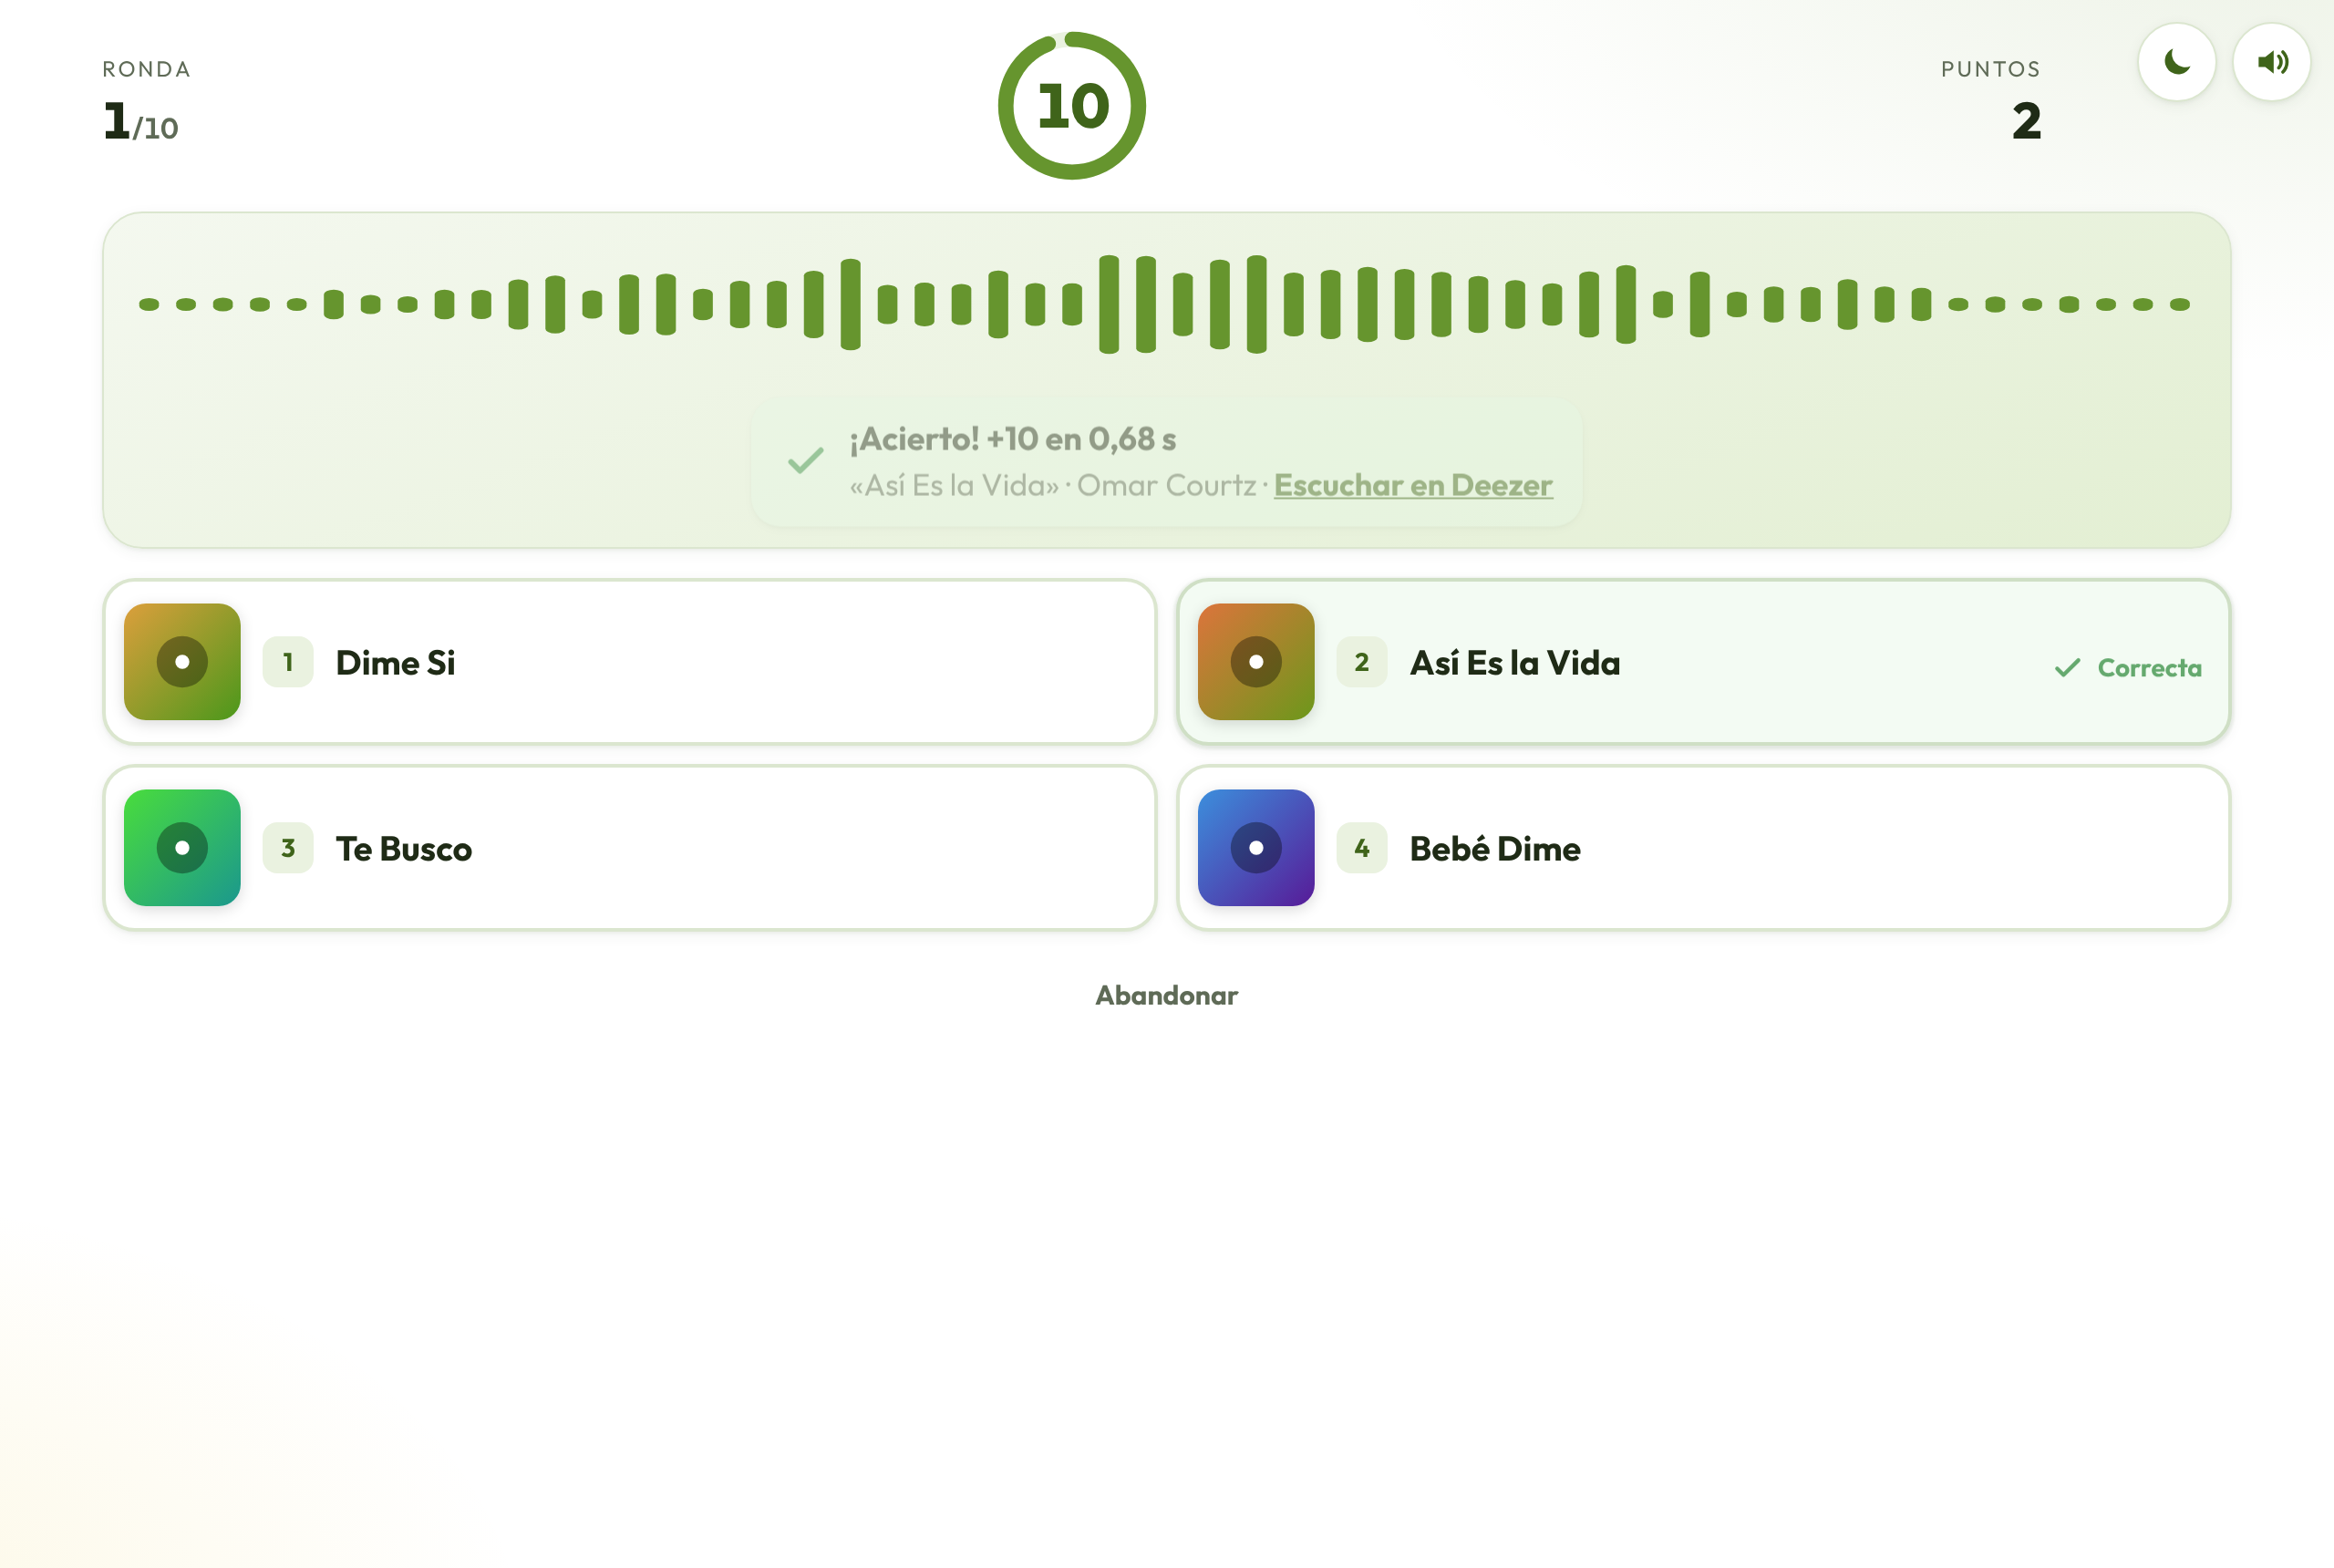 RONDA
1/10
10
PUNTOS
2
¡Acierto! +10 en 0,68 s
«Así Es la Vida» · Omar Courtz · Escuchar en Deezer
1 Dime Si
2 Así Es la Vida Correcta
3 Te Busco
4 Bebé Dime
Abandonar